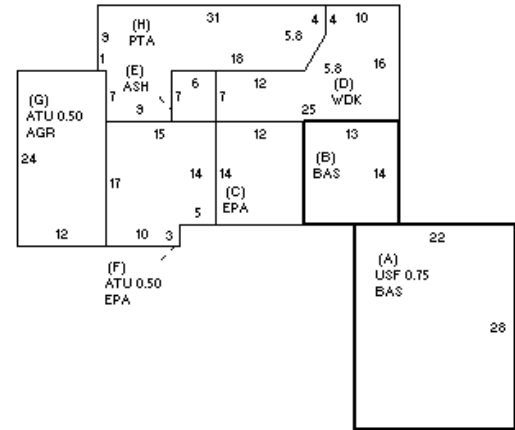 31
4
4
10
9
(H)
PTA
5.8
1
18
5.8
16
(E)
ASH
6
12
(D)
WDK
(G)
ATU 0.50
AGR
7
9
7
7
25
15
12
13
24
(B)
BAS
17
14
14
(C)
EPA
14
5
12
10
3
22
(F)
ATU 0.50
EPA
(A)
USF 0.75
BAS
28